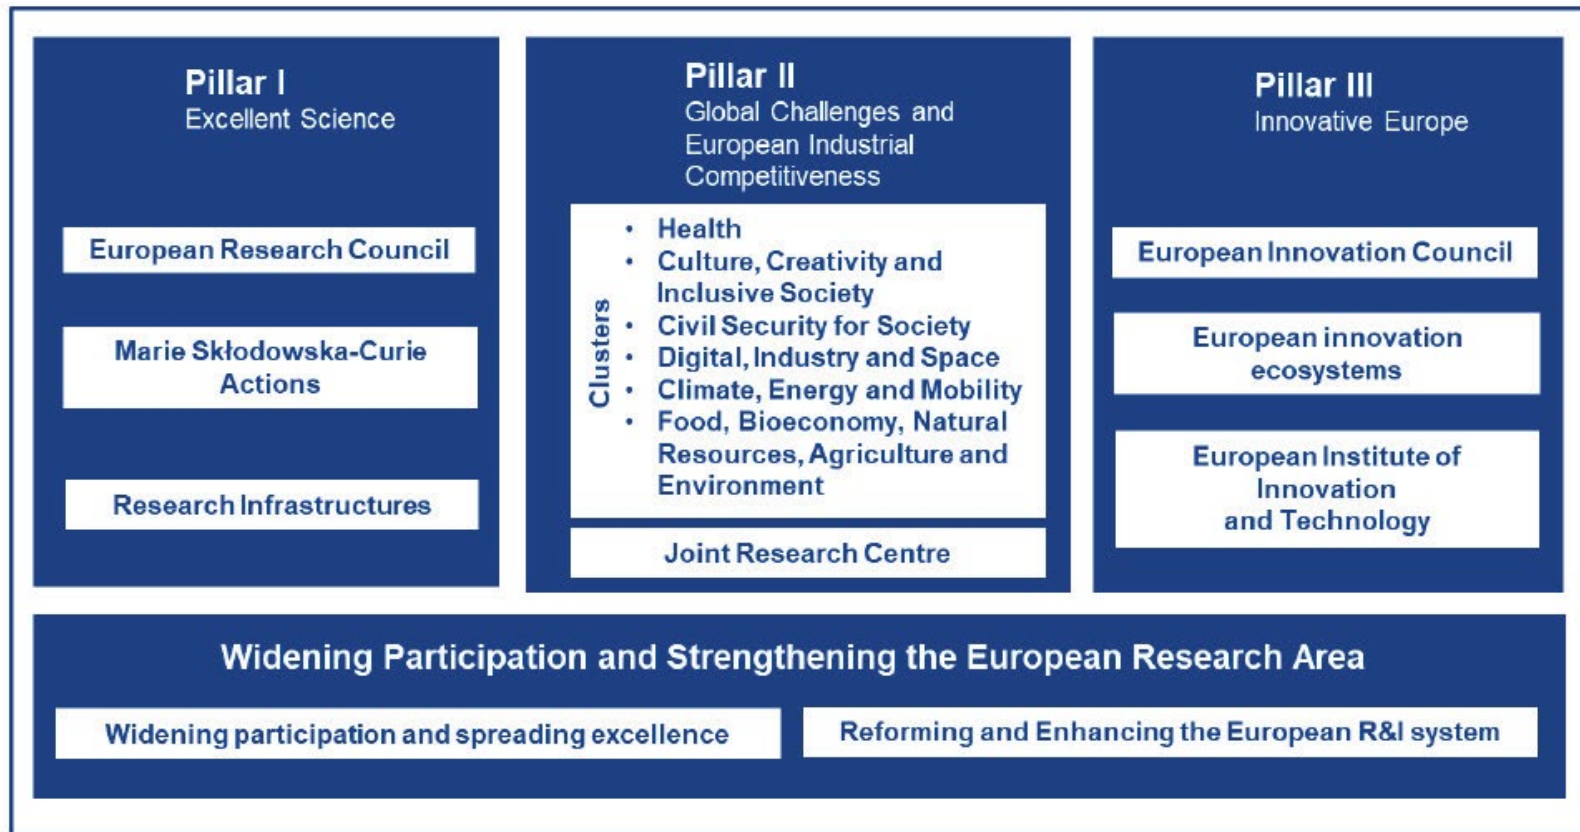 Pillar I
Excellent Science
European Research Council
Marie Skłodowska-Curie
Actions
Research Infrastructures
Pillar II
Global Challenges and
European Industrial
Competitiveness
Clusters
• Health
• Culture, Creativity and
Inclusive Society
• Civil Security for Society
• Digital, Industry and Space
• Climate, Energy and Mobility
• Food, Bioeconomy, Natural
Resources, Agriculture and
Environment
Joint Research Centre
Pillar III
Innovative Europe
European Innovation Council
European innovation
ecosystems
European Institute of
Innovation
and Technology
Widening Participation and Strengthening the European Research Area
Widening participation and spreading excellence
Reforming and Enhancing the European R&I system